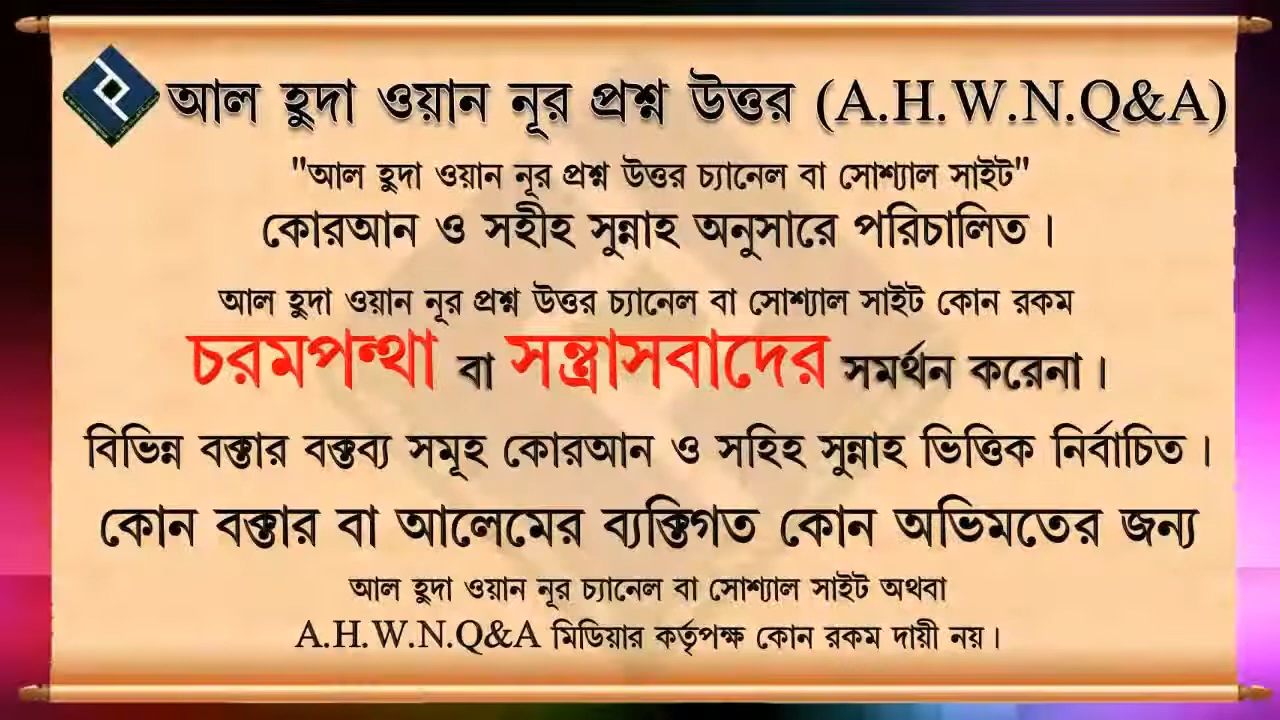 আল হুদা ওয়ান নূর প্রশ্ন উত্তর (A.H.W.N.Q&A)
"আল হুদা ওয়ান নূর প্রশ্ন উত্তর চ্যানেল বা সোশ্যাল সাইট"
কোরআন ও সহীহ সুন্নাহ অনুসারে পরিচালিত।
আল হুদা ওয়ান নূর প্রশ্ন উত্তর চ্যানেল বা সোশ্যাল সাইট কোন রকম
চরমপন্থা বা সন্ত্রাসবাদের সমর্থন করেনা।
বিভিন্ন বক্তার বক্তব্য সমূহ কোরআন ও সহিহ সুন্নাহ ভিত্তিক নির্বাচিত।
কোন বক্তার বা আলেমের ব্যক্তিগত কোন অভিমতের জন্য
আল হুদা ওয়ান নূর চ্যানেল বা সোশ্যাল সাইট অথবা
A.H.W.N.Q&A মিডিয়ার কর্তৃপক্ষ কোন রকম দায়ী নয়।